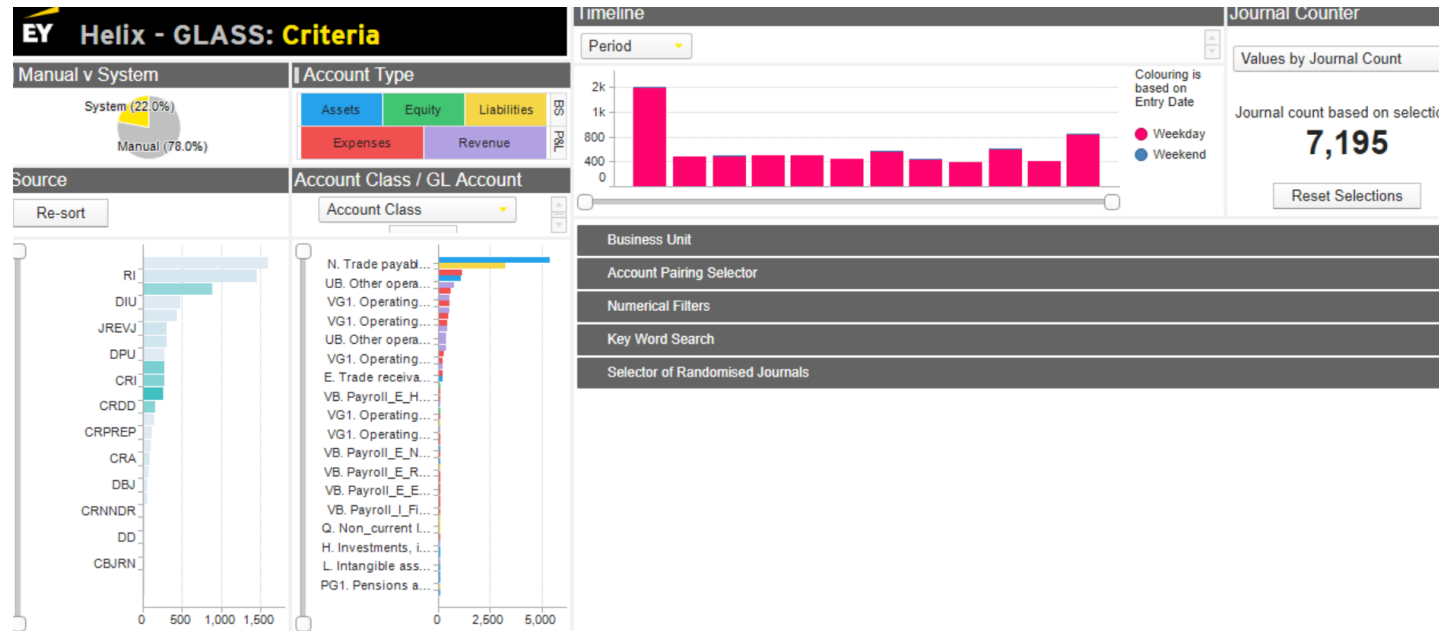 EY Helix - GLASS: Criteria
Manual v System
System (22.0%)
Manual (78.0%)
Account Type
Assets Equity Liabilities BS
Expenses Revenue P&L
Source
Re-sort
RI
DIU
JREVJ
DPU
CRI
CRDD
CRPREP
CRA
DBJ
CRNNDR
DD
CBJRN
0 500 1,000 1,500
Account Class / GL Account
Account Class
N. Trade payabl...
UB. Other opera...
VG1. Operating...
VG1. Operating...
UB. Other opera...
VG1. Operating...
E. Trade receiva...
VB. Payroll_E_H...
VG1. Operating...
VG1. Operating...
VB. Payroll_E_N...
VB. Payroll_E_R...
VB. Payroll_E_E...
VB. Payroll_I_Fi...
Q. Non_current l...
H. Investments, i...
L. Intangible ass...
PG1. Pensions a...
0 2,500 5,000
Timeline
Period
2k
1k
800
400
0
Colouring is
based on
Entry Date
Weekday
Weekend
Journal Counter
Values by Journal Count
Journal count based on selectio
7,195
Reset Selections
Business Unit
Account Pairing Selector
Numerical Filters
Key Word Search
Selector of Randomised Journals